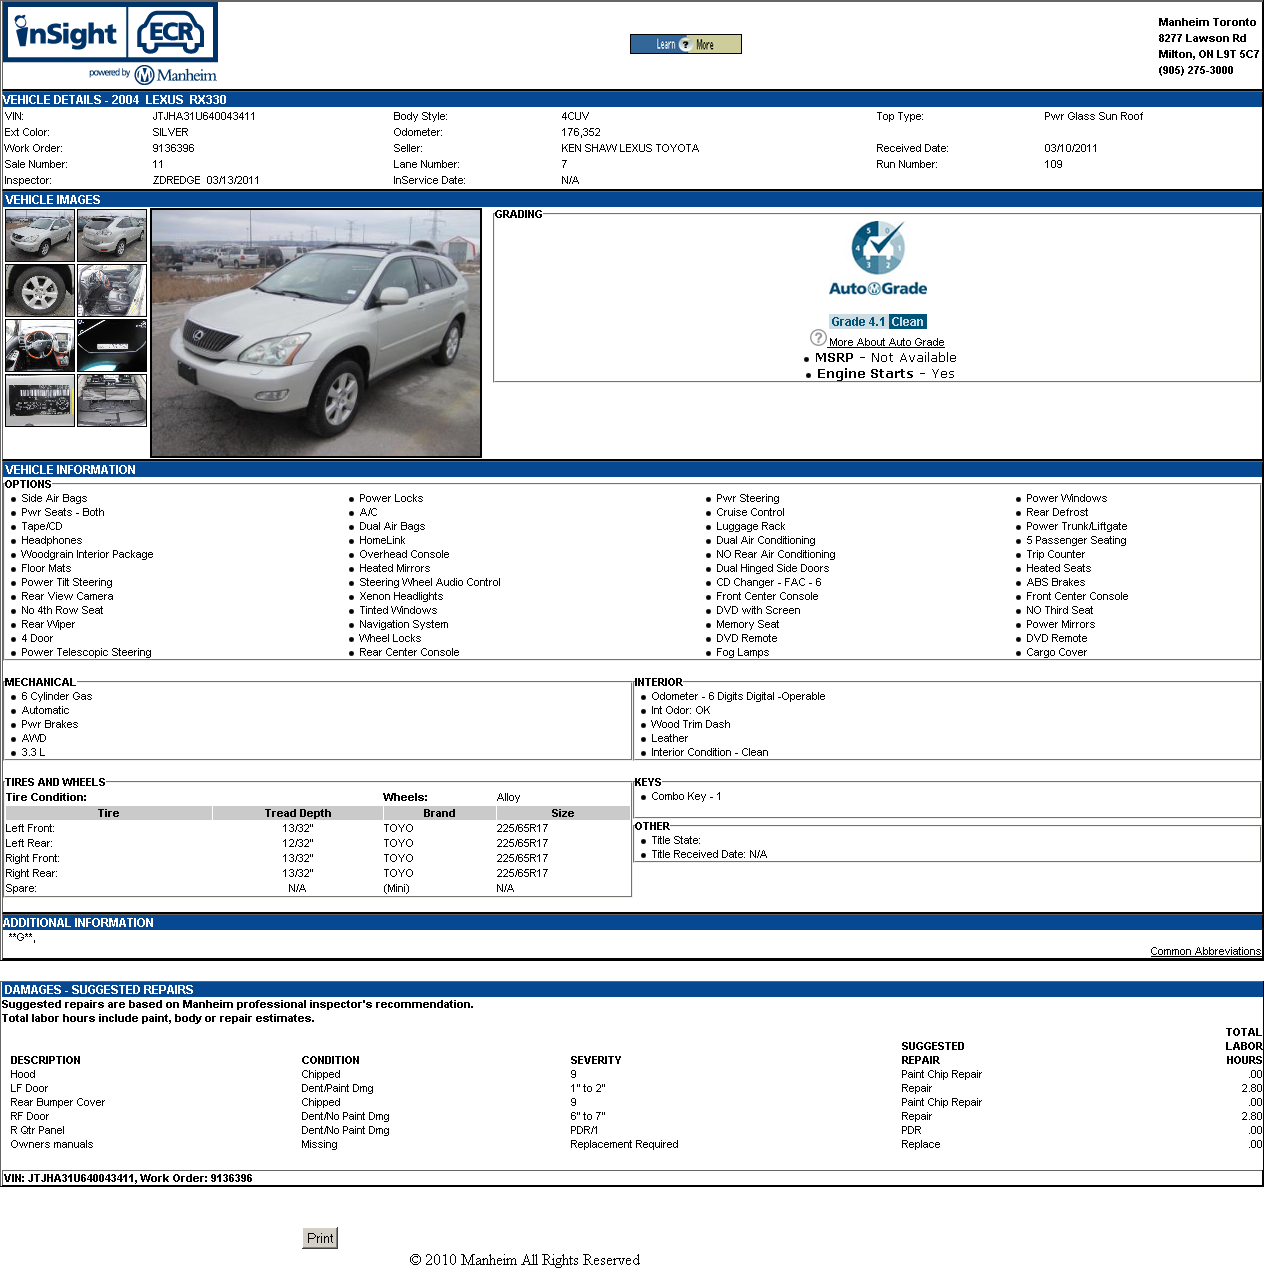 inSight ECR
powered by Manheim
Learn ? More
Manheim Toronto
8277 Lawson Rd
Milton, ON L9T 5C7
(905) 275-3000
VEHICLE DETAILS - 2004 LEXUS RX330
VIN: JTJHA31U640043411 Body Style: 4CUV Top Type: Pwr Glass Sun Roof
Ext Color: SILVER Odometer: 176,352
Work Order: 9136396 Seller: KEN SHAW LEXUS TOYOTA Received Date: 03/10/2011
Sale Number: 11 Lane Number: 7 Run Number: 109
Inspector: ZDREDGE 03/13/2011 InService Date: N/A
VEHICLE IMAGES
GRADING
5 0 4 1 3 2
AutoGrade
Grade 4.1 Clean
? More About Auto Grade
• MSRP - Not Available
• Engine Starts - Yes
VEHICLE INFORMATION
OPTIONS
• Side Air Bags • Power Locks • Pwr Steering • Power Windows
• Pwr Seats - Both • A/C • Cruise Control • Rear Defrost
• Tape/CD • Dual Air Bags • Luggage Rack • Power Trunk/Liftgate
• Headphones • HomeLink • Dual Air Conditioning • 5 Passenger Seating
• Woodgrain Interior Package • Overhead Console • NO Rear Air Conditioning • Trip Counter
• Floor Mats • Heated Mirrors • Dual Hinged Side Doors • Heated Seats
• Power Tilt Steering • Steering Wheel Audio Control • CD Changer - FAC - 6 • ABS Brakes
• Rear View Camera • Xenon Headlights • Front Center Console • Front Center Console
• No 4th Row Seat • Tinted Windows • DVD with Screen • NO Third Seat
• Rear Wiper • Navigation System • Memory Seat • Power Mirrors
• 4 Door • Wheel Locks • DVD Remote • DVD Remote
• Power Telescopic Steering • Rear Center Console • Fog Lamps • Cargo Cover
MECHANICAL
• 6 Cylinder Gas
• Automatic
• Pwr Brakes
• AWD
• 3.3 L
INTERIOR
• Odometer - 6 Digits Digital -Operable
• Int Odor: OK
• Wood Trim Dash
• Leather
• Interior Condition - Clean
TIRES AND WHEELS
Tire Condition: Wheels: Alloy
Tire Tread Depth Brand Size
Left Front: 13/32" TOYO 225/65R17
Left Rear: 12/32" TOYO 225/65R17
Right Front: 13/32" TOYO 225/65R17
Right Rear: 13/32" TOYO 225/65R17
Spare: N/A (Mini) N/A
KEYS
• Combo Key - 1
OTHER
• Title State:
• Title Received Date: N/A
ADDITIONAL INFORMATION
**G**,
Common Abbreviations
DAMAGES - SUGGESTED REPAIRS
Suggested repairs are based on Manheim professional inspector's recommendation.
Total labor hours include paint, body or repair estimates.
DESCRIPTION CONDITION SEVERITY SUGGESTED REPAIR TOTAL LABOR HOURS
Hood Chipped 9 Paint Chip Repair .00
LF Door Dent/Paint Dmg 1" to 2" Repair 2.80
Rear Bumper Cover Chipped 9 Paint Chip Repair .00
RF Door Dent/No Paint Dmg 6" to 7" Repair 2.80
R Qtr Panel Dent/No Paint Dmg PDR/1 PDR .00
Owners manuals Missing Replacement Required Replace .00
VIN: JTJHA31U640043411, Work Order: 9136396
Print
© 2010 Manheim All Rights Reserved